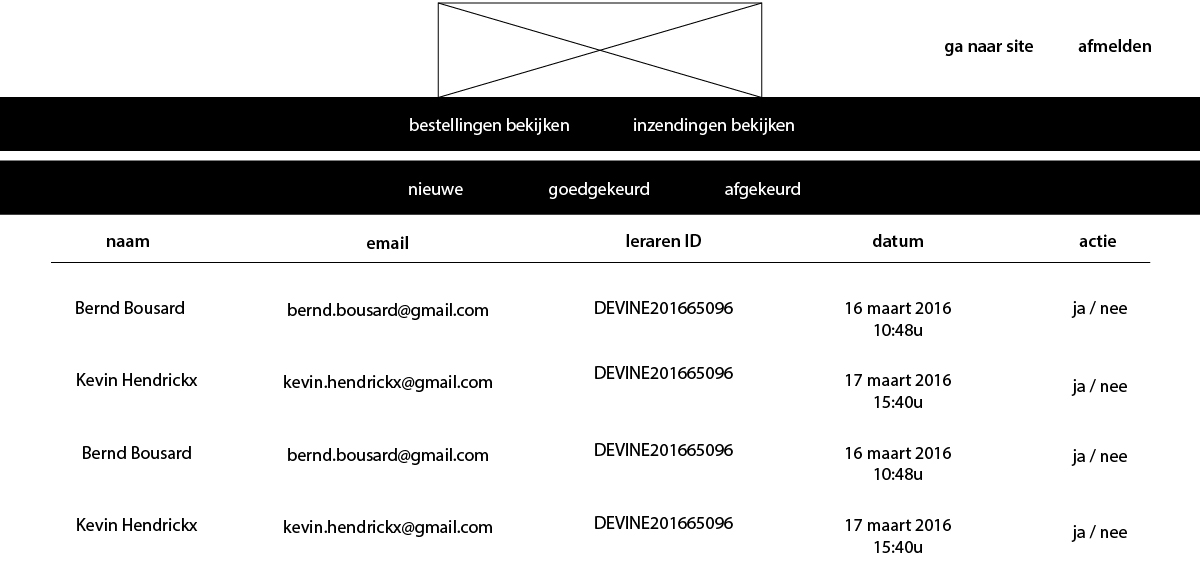 ga naar site afmelden
bestellingen bekijken inzendingen bekijken
nieuwe goedgekeurd afgekeurd
naam email leraren ID datum actie
Bernd Bousard bernd.bousard@gmail.com DEVINE201665096 16 maart 2016 ja / nee
10:48u
Kevin Hendrickx kevin.hendrickx@gmail.com DEVINE201665096 17 maart 2016 ja / nee
15:40u
Bernd Bousard bernd.bousard@gmail.com DEVINE201665096 16 maart 2016 ja / nee
10:48u
Kevin Hendrickx kevin.hendrickx@gmail.com DEVINE201665096 17 maart 2016 ja / nee
15:40u